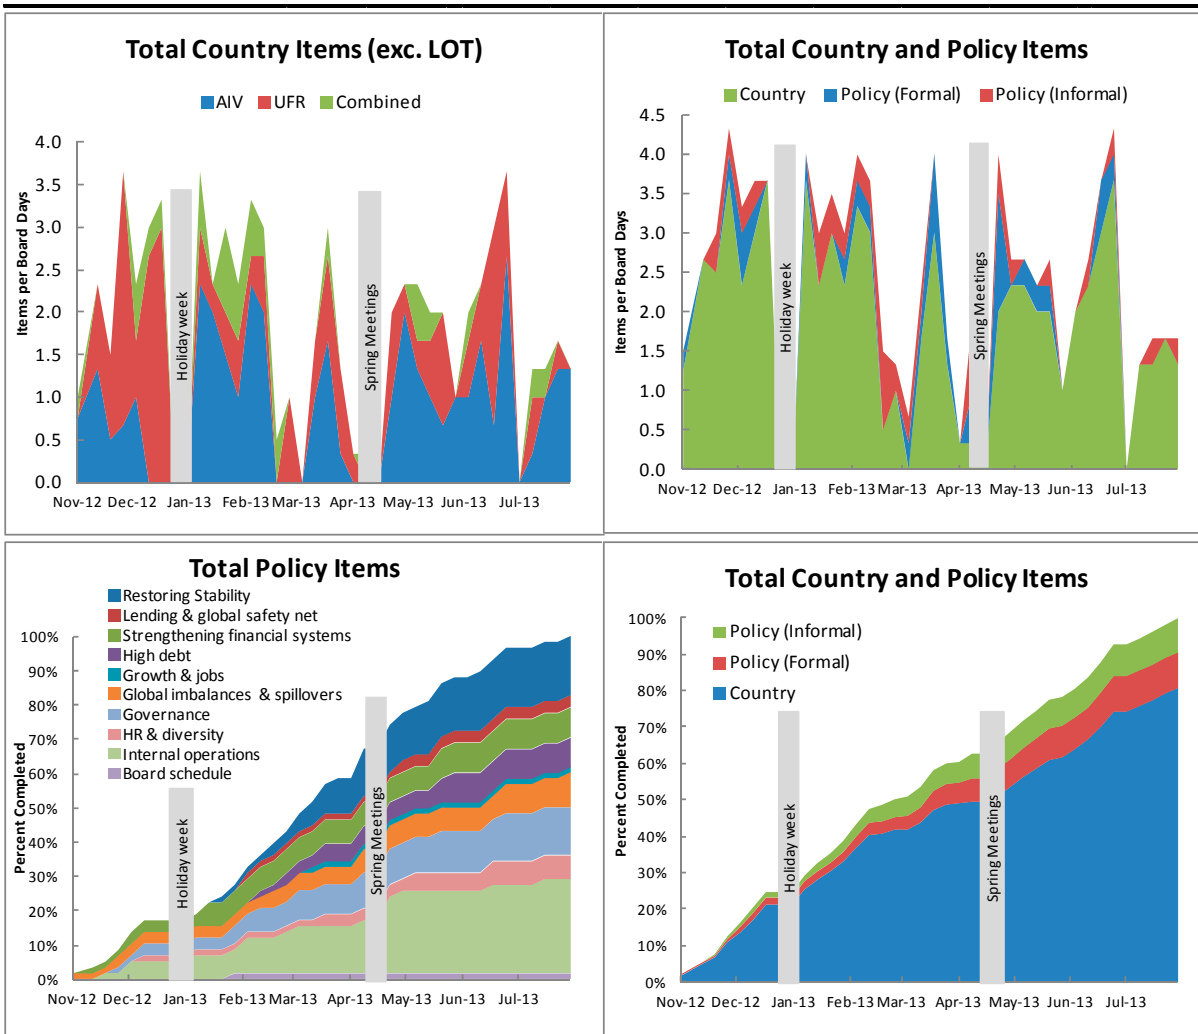 Total Country Items (exc. LOT)
AIV UFR Combined
Items per Board Days
4.0
3.5
3.0
2.5
2.0
1.5
1.0
0.5
0.0
Holiday week
Spring Meetings
Nov-12 Dec-12 Jan-13 Feb-13 Mar-13 Apr-13 May-13 Jun-13 Jul-13
Total Country and Policy Items
Country Policy (Formal) Policy (Informal)
Items per Board Days
4.5
4.0
3.5
3.0
2.5
2.0
1.5
1.0
0.5
0.0
Holiday week
Spring Meetings
Nov-12 Dec-12 Jan-13 Feb-13 Mar-13 Apr-13 May-13 Jun-13 Jul-13
Total Policy Items
Restoring Stability
Lending & global safety net
Strengthening financial systems
High debt
Growth & jobs
Global imbalances & spillovers
Governance
HR & diversity
Internal operations
Board schedule
Percent Completed
100%
90%
80%
70%
60%
50%
40%
30%
20%
10%
0%
Holiday week
Spring Meetings
Nov-12 Dec-12 Jan-13 Feb-13 Mar-13 Apr-13 May-13 Jun-13 Jul-13
Total Country and Policy Items
Policy (Informal)
Policy (Formal)
Country
Percent Completed
100%
90%
80%
70%
60%
50%
40%
30%
20%
10%
0%
Holiday week
Spring Meetings
Nov-12 Dec-12 Jan-13 Feb-13 Mar-13 Apr-13 May-13 Jun-13 Jul-13